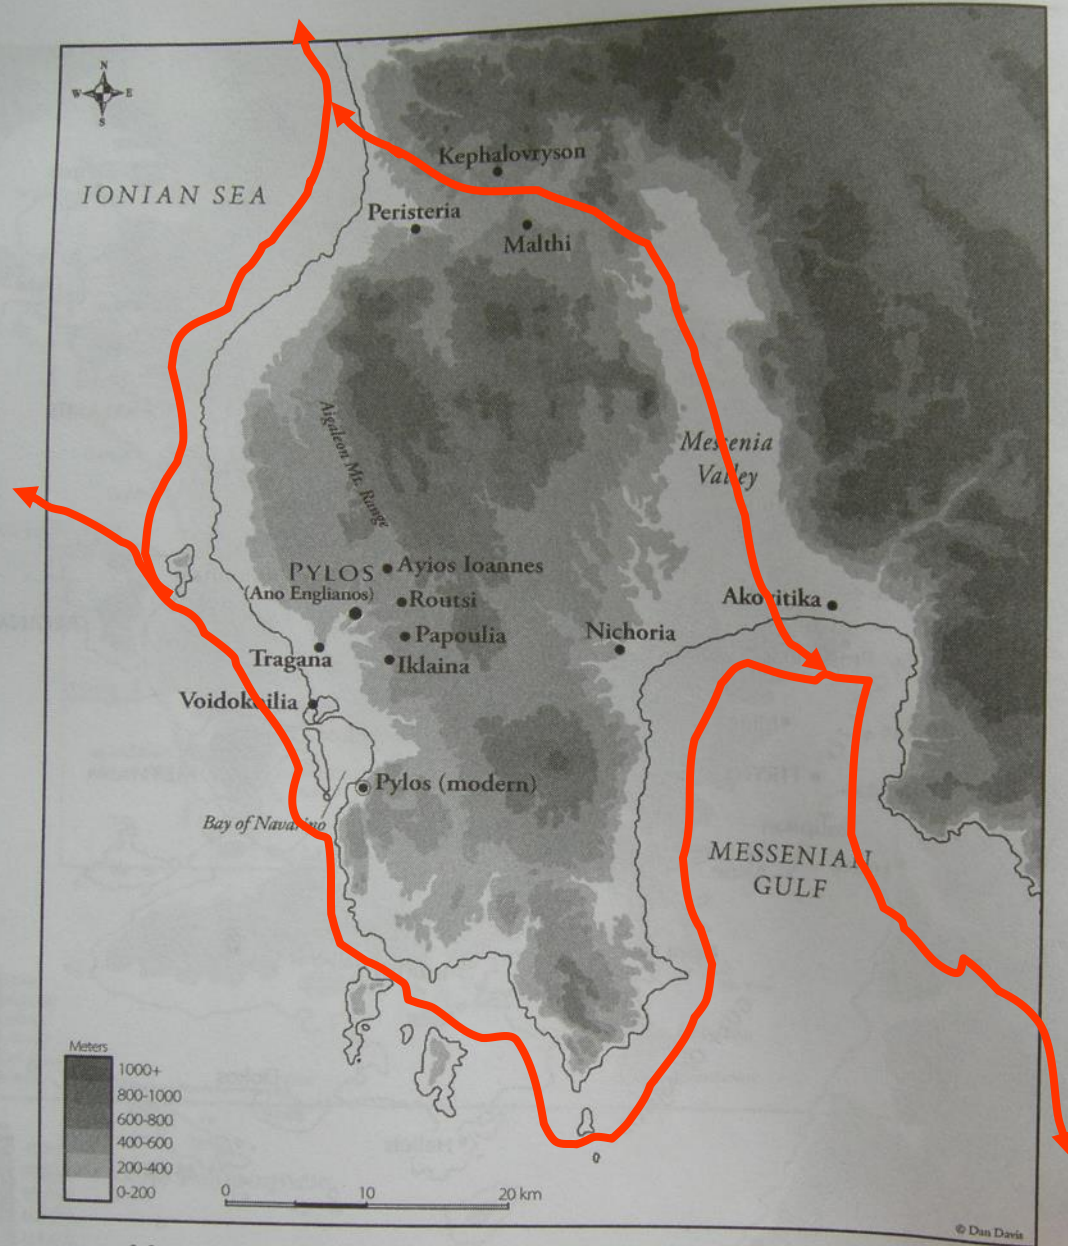 N
W E
S
IONIAN SEA
Kephalovryson
Peristeria
Malthi
Aigaleon Mt. Range
Messenia
Valley
PYLOS
(Ano Englianos)
Ayios Ioannes
Routsi
Papoulia
Iklaina
Tragana
Voidokoilia
Nichoria
Akovitika
Pylos (modern)
Bay of Navarino
MESSENIAN
GULF
Meters
1000+
800-1000
600-800
400-600
200-400
0-200
0 10 20 km
© Dan Davis